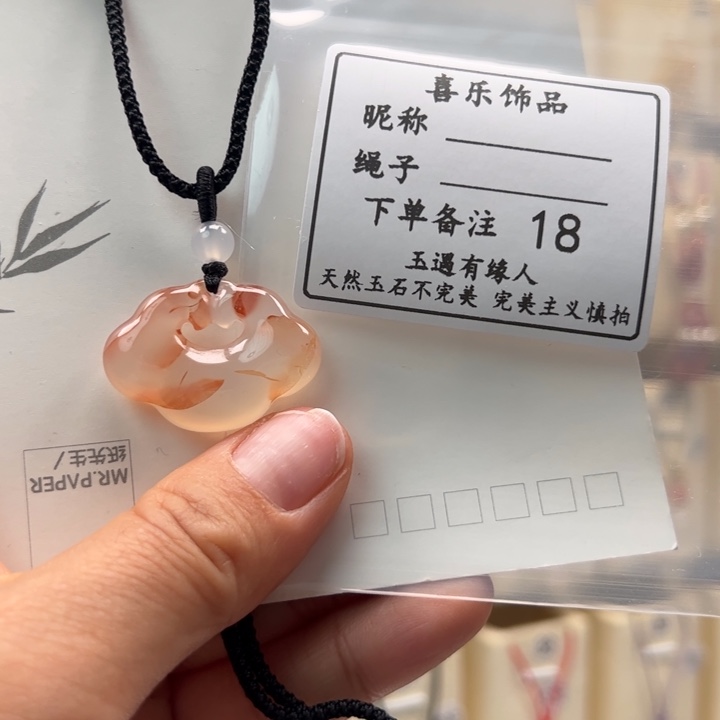 喜乐饰品
昵称
绳子
下单备注 18
玉遇有缘人
天然玉石不完美 完美主义慎拍
MR.PAPER
纸先生/